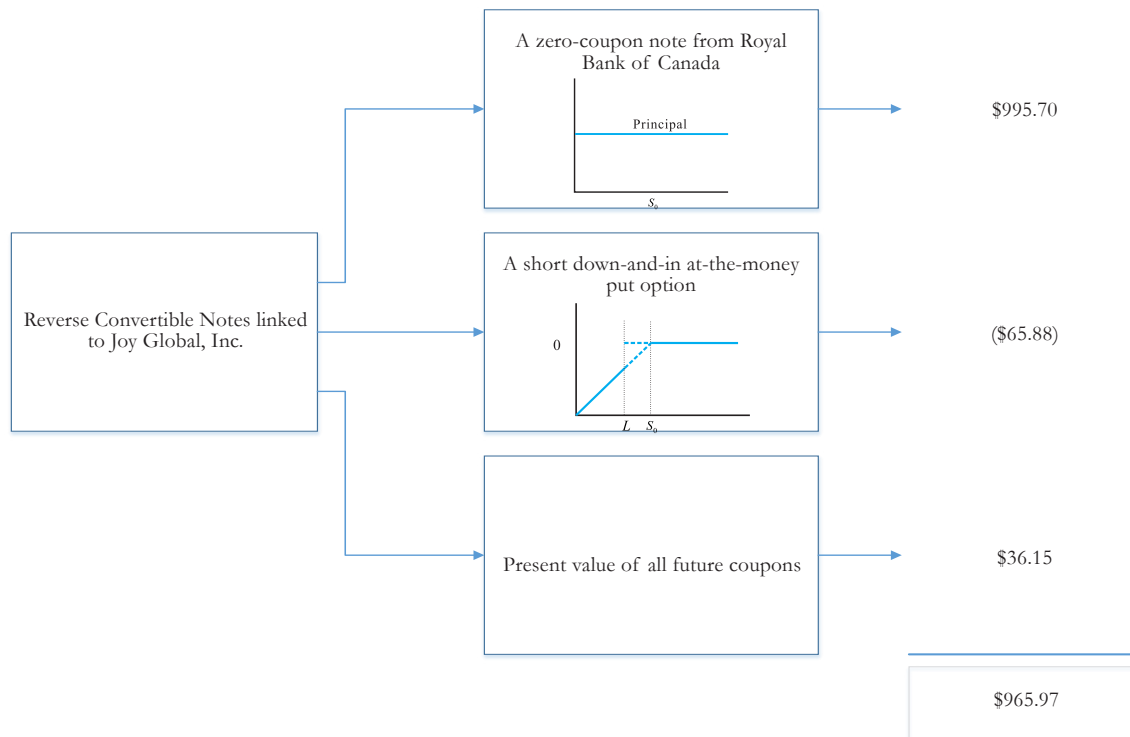 A zero-coupon note from Royal
Bank of Canada
Principal
S₀
$995.70
Reverse Convertible Notes linked
to Joy Global, Inc.
A short down-and-in at-the-money
put option
0
L S₀
($65.88)
Present value of all future coupons
$36.15
$965.97